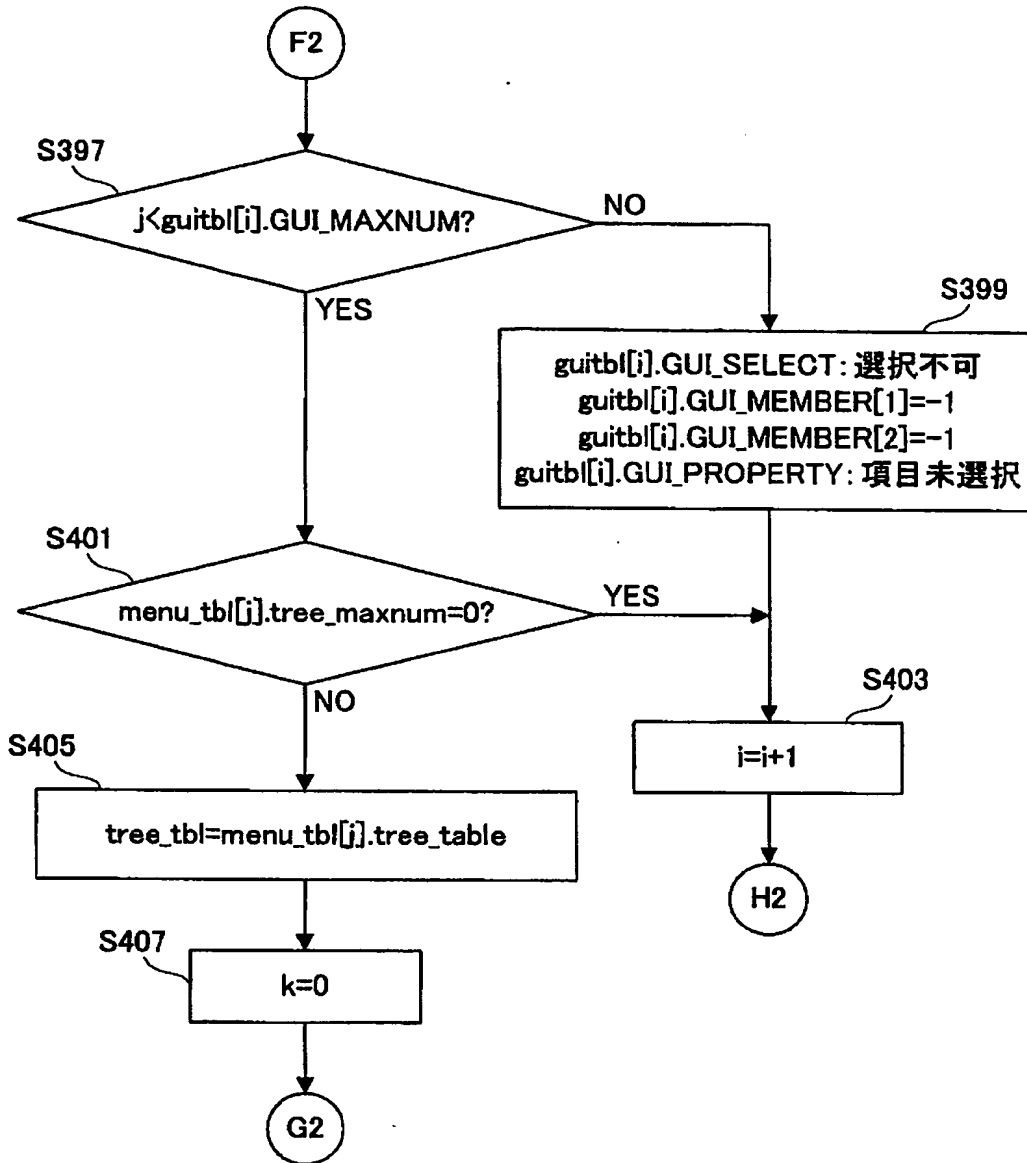 F2
S397
j<guitbl[i].GUI_MAXNUM?
NO
YES
S399
guitbl[i].GUI_SELECT:選択不可
guitbl[i].GUI_MEMBER[1]=-1
guitbl[i].GUI_MEMBER[2]=-1
guitbl[i].GUI_PROPERTY:項目未選択
S401
menu_tbl[j].tree_maxnum=0?
YES
NO
S403
i=i+1
S405
tree_tbl=menu_tbl[j].tree_table
H2
S407
k=0
G2